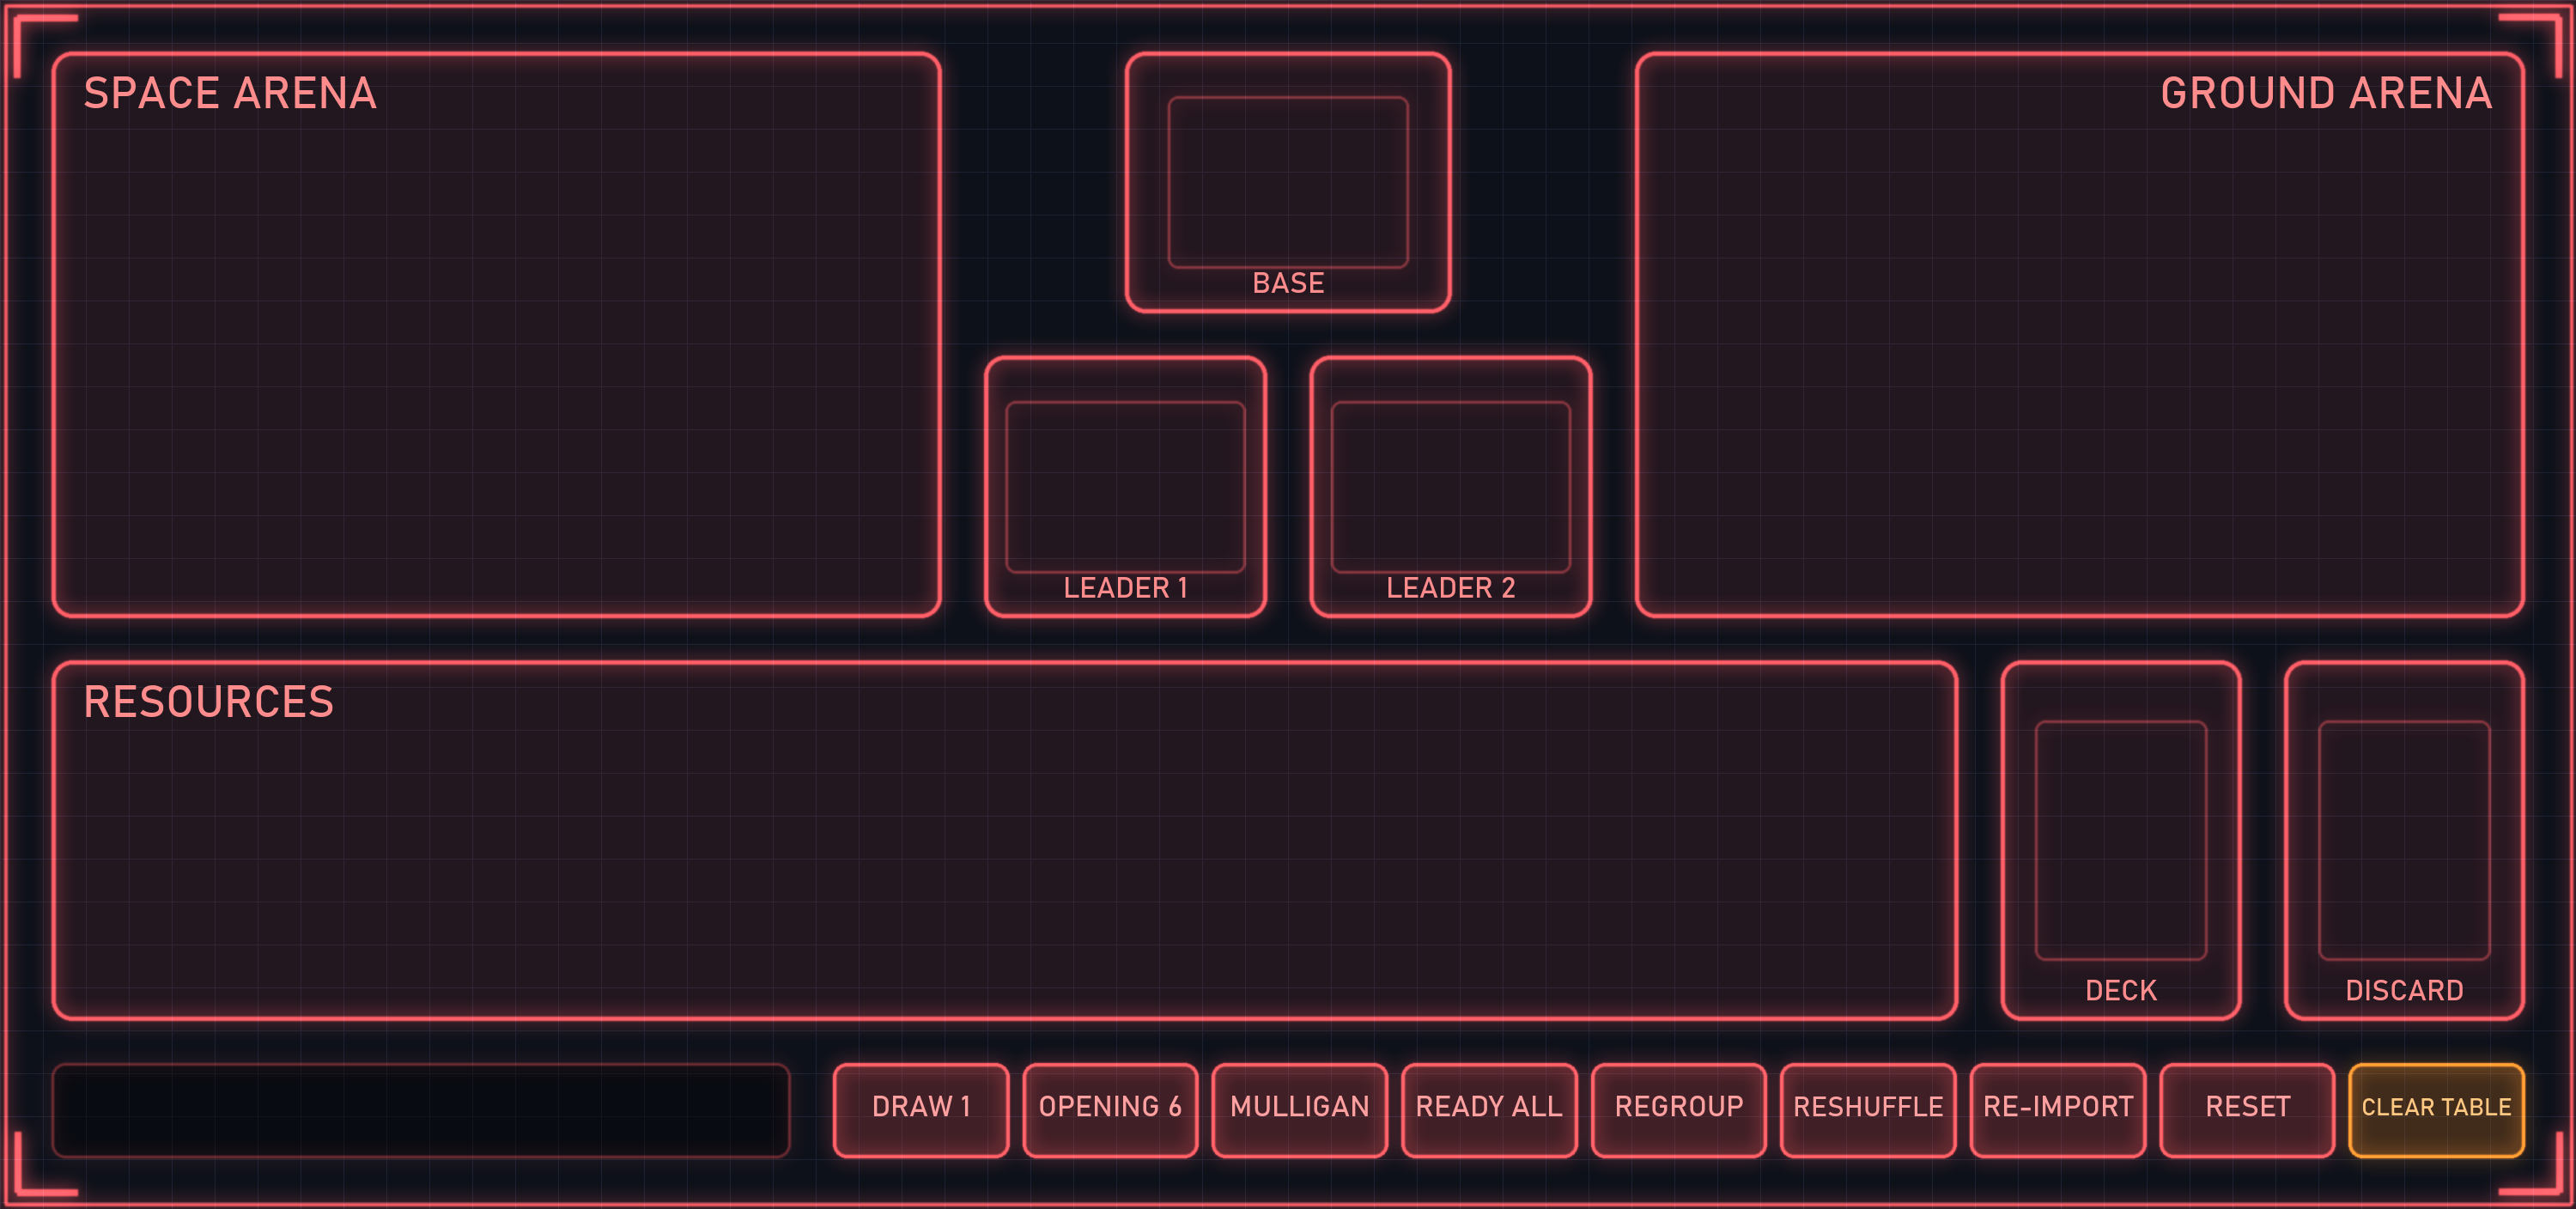 SPACE ARENA
GROUND ARENA
BASE
LEADER 1
LEADER 2
RESOURCES
DECK
DISCARD
DRAW 1
OPENING 6
MULLIGAN
READY ALL
REGROUP
RESHUFFLE
RE-IMPORT
RESET
CLEAR TABLE